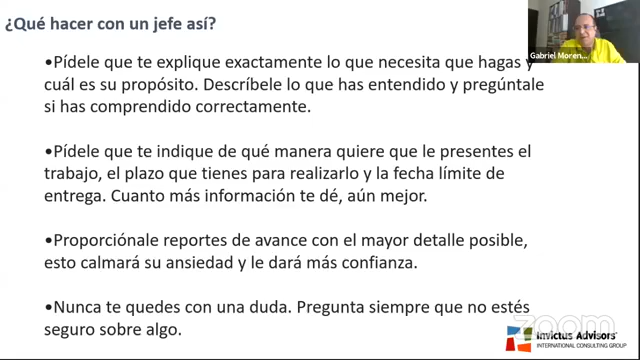 ¿Qué hacer con un jefe así?
Gabriel Moren...
•Pídele que te explique exactamente lo que necesita que hagas y
cuál es su propósito. Descríbele lo que has entendido y pregúntale
si has comprendido correctamente.
•Pídele que te indique de qué manera quiere que le presentes el
trabajo, el plazo que tienes para realizarlo y la fecha límite de
entrega. Cuanto más información te dé, aún mejor.
•Proporciónale reportes de avance con el mayor detalle posible,
esto calmará su ansiedad y le dará más confianza.
•Nunca te quedes con una duda. Pregunta siempre que no estés
seguro sobre algo.
zoom
Invictus Advisors
INTERNATIONAL CONSULTING GROUP